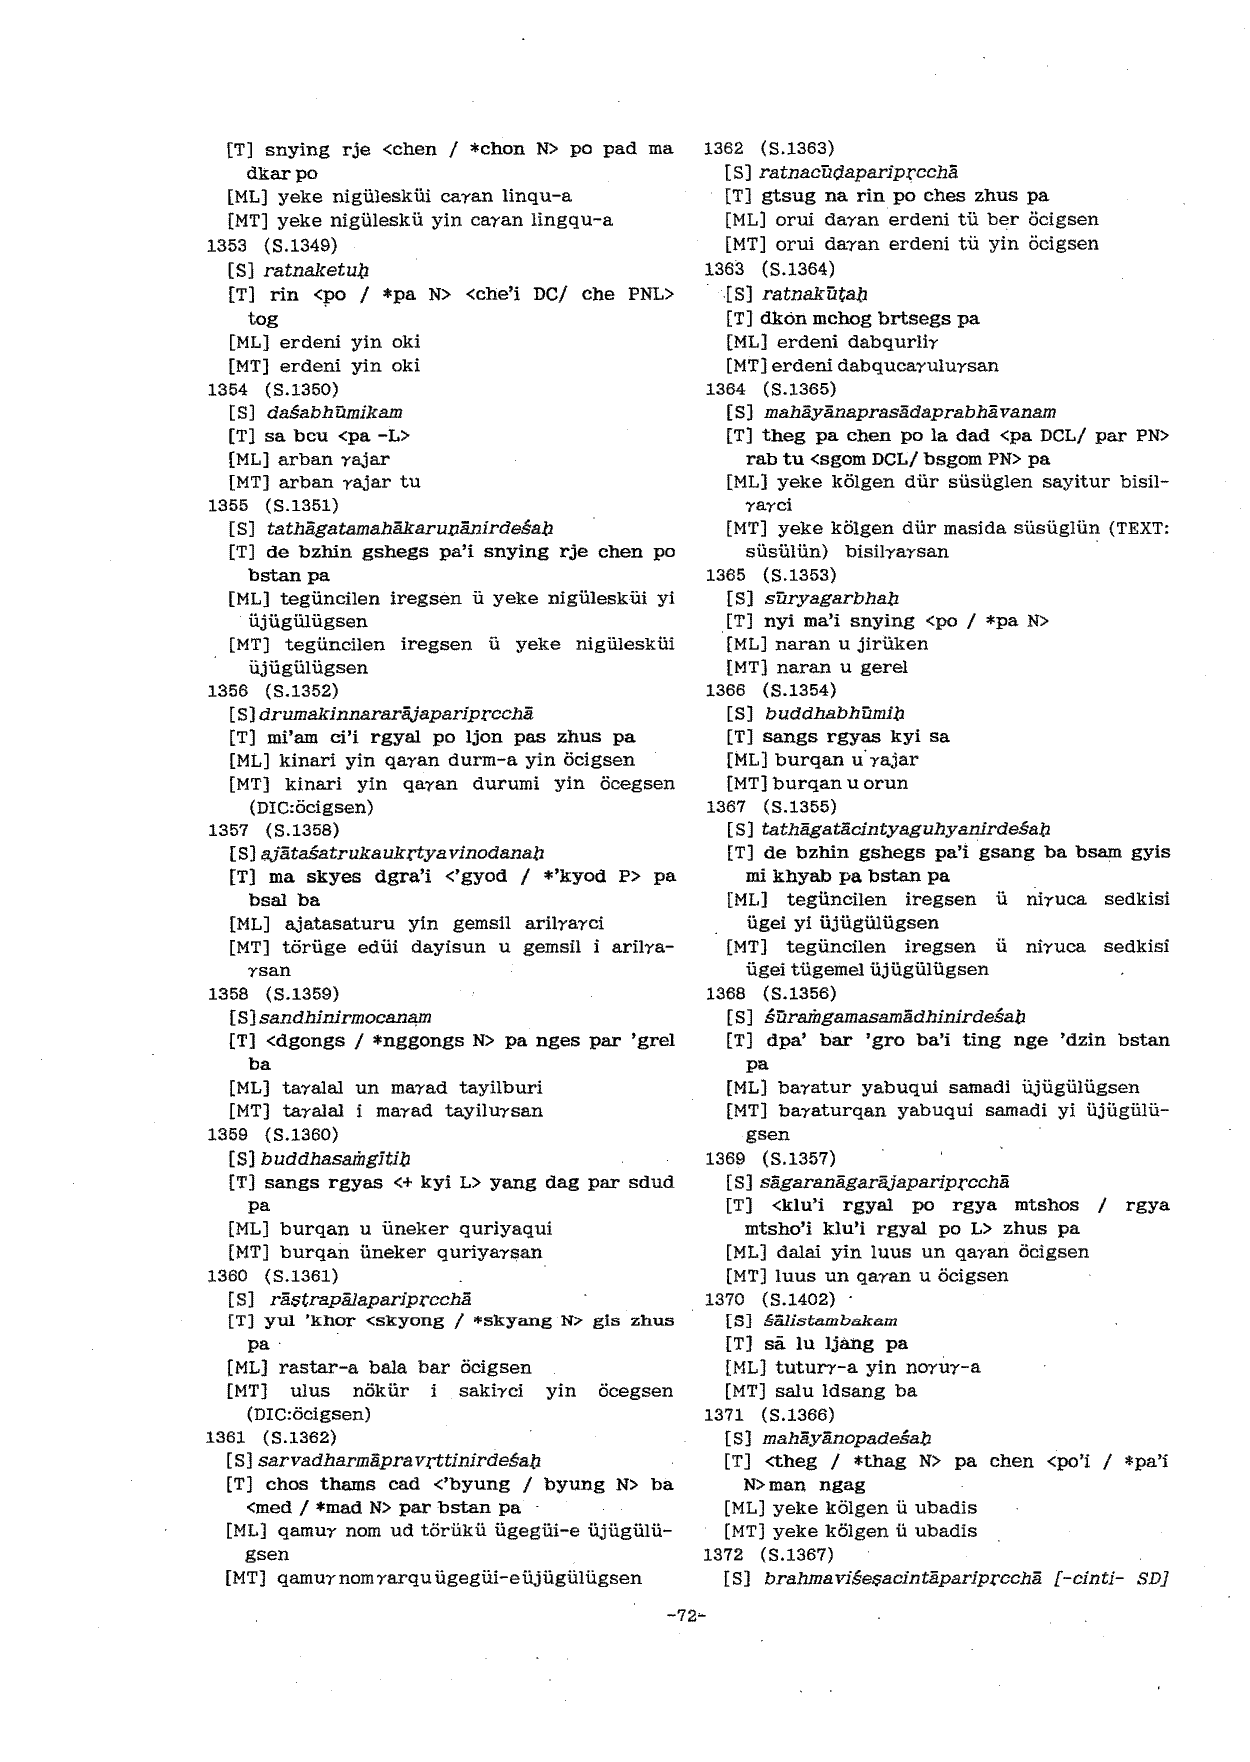 [T] snying rje <chen / *chon N> po pad ma
dkar po
[ML] yeke nigülesküi caγan linqu-a
[MT] yeke nigüleskü yin caγan lingqu-a
1353 (S.1349)
[S] ratnaketuḥ
[T] rin <po / *pa N> <che'i DC/ che PNL>
tog
[ML] erdeni yin oki
[MT] erdeni yin oki
1354 (S.1350)
[S] daśabhūmikam
[T] sa bcu <pa -L>
[ML] arban γajar
[MT] arban γajar tu
1355 (S.1351)
[S] tathāgatamahākaruṇānirdeśaḥ
[T] de bzhin gshegs pa'i snying rje chen po
bstan pa
[ML] tegüncilen iregsen ü yeke nigülesküi yi
üjügülügsen
[MT] tegüncilen iregsen ü yeke nigülesküi
üjügülügsen
1356 (S.1352)
[S] drumakinnararājaparipṛcchā
[T] mi'am ci'i rgyal po ljon pas zhus pa
[ML] kinari yin qaγan durm-a yin öcigsen
[MT] kinari yin qaγan durumi yin öcegsen
(DIC:öcigsen)
1357 (S.1358)
[S] ajātaśatrukaukṛtyavinodanaḥ
[T] ma skyes dgra'i <'gyod / *'kyod P> pa
bsal ba
[ML] ajatasaturu yin gemsil arilγaγci
[MT] törüge edüi dayisun u gemsil i arilγa-
γsan
1358 (S.1359)
[S] sandhinirmocanaṃ
[T] <dgongs / *nggongs N> pa nges par 'grel
ba
[ML] taγalal un maγad tayilburi
[MT] taγalal i maγad tayiluγsan
1359 (S.1360)
[S] buddhasaṁgītiḥ
[T] sangs rgyas <+ kyi L> yang dag par sdud
pa
[ML] burqan u üneker quriyaqui
[MT] burqan üneker quriyaγsan
1360 (S.1361)
[S] rāṣṭrapālaparipṛcchā
[T] yul 'khor <skyong / *skyang N> gis zhus
pa
[ML] rastar-a bala bar öcigsen
[MT] ulus nökür i sakiγci yin öcegsen
(DIC:öcigsen)
1361 (S.1362)
[S] sarvadharmāpravṛttinirdeśaḥ
[T] chos thams cad <'byung / byung N> ba
<med / *mad N> par bstan pa
[ML] qamuγ nom ud törükü ügegüi-e üjügülü-
gsen
[MT] qamuγ nom γarqu ügegüi-e üjügülügsen
1362 (S.1363)
[S] ratnacūḍaparipṛcchā
[T] gtsug na rin po ches zhus pa
[ML] orui daγan erdeni tü ber öcigsen
[MT] orui daγan erdeni tü yin öcigsen
1363 (S.1364)
[S] ratnakūṭaḥ
[T] dkon mchog brtsegs pa
[ML] erdeni dabqurliγ
[MT] erdeni dabqucaγuluγsan
1364 (S.1365)
[S] mahāyānaprasādaprabhāvanam
[T] theg pa chen po la dad <pa DCL/ par PN>
rab tu <sgom DCL/ bsgom PN> pa
[ML] yeke kölgen dür süsüglen sayitur bisil-
γaγci
[MT] yeke kölgen dür masida süsüglün (TEXT:
süsülün) bisilγaγsan
1365 (S.1353)
[S] sūryagarbhaḥ
[T] nyi ma'i snying <po / *pa N>
[ML] naran u jirüken
[MT] naran u gerel
1366 (S.1354)
[S] buddhabhūmiḥ
[T] sangs rgyas kyi sa
[ML] burqan u γajar
[MT] burqan u orun
1367 (S.1355)
[S] tathāgatācintyaguhyanirdeśaḥ
[T] de bzhin gshegs pa'i gsang ba bsam gyis
mi khyab pa bstan pa
[ML] tegüncilen iregsen ü niγuca sedkisi
ügei yi üjügülügsen
[MT] tegüncilen iregsen ü niγuca sedkisi
ügei tügemel üjügülügsen
1368 (S.1356)
[S] śūraṁgamasamādhinirdeśaḥ
[T] dpa' bar 'gro ba'i ting nge 'dzin bstan
pa
[ML] baγatur yabuqui samadi üjügülügsen
[MT] baγaturqan yabuqui samadi yi üjügülü-
gsen
1369 (S.1357)
[S] sāgaranāgarājaparipṛcchā
[T] <klu'i rgyal po rgya mtshos / rgya
mtsho'i klu'i rgyal po L> zhus pa
[ML] dalai yin luus un qaγan öcigsen
[MT] luus un qaγan u öcigsen
1370 (S.1402)
[S] śālistambakam
[T] sā lu ljang pa
[ML] tuturγ-a yin noγuγ-a
[MT] salu ldsang ba
1371 (S.1366)
[S] mahāyānopadeśaḥ
[T] <theg / *thag N> pa chen <po'i / *pa'i
N> man ngag
[ML] yeke kölgen ü ubadis
[MT] yeke kölgen ü ubadis
1372 (S.1367)
[S] brahmaviśeṣacintāparipṛcchā [-cinti- SD]
-72-